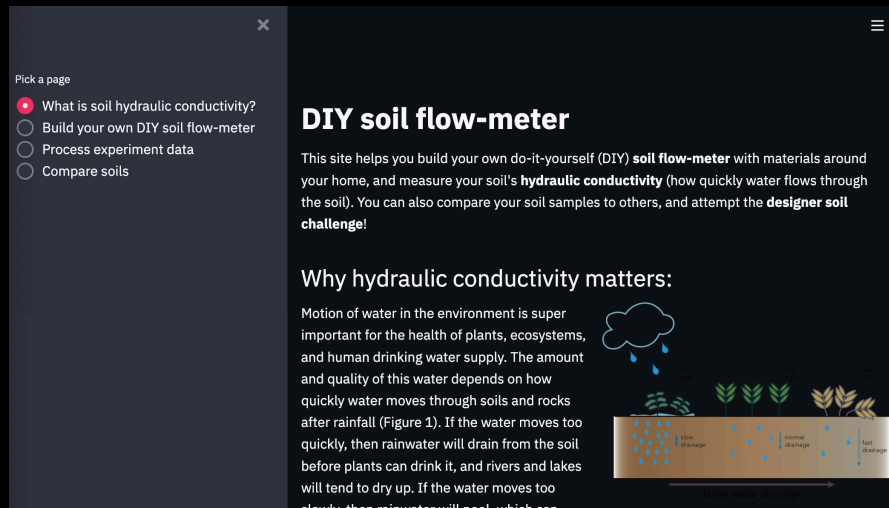 Pick a page
What is soil hydraulic conductivity?
Build your own DIY soil flow-meter
Process experiment data
Compare soils
DIY soil flow-meter
This site helps you build your own do-it-yourself (DIY) soil flow-meter with materials around
your home, and measure your soil's hydraulic conductivity (how quickly water flows through
the soil). You can also compare your soil samples to others, and attempt the designer soil
challenge!
Why hydraulic conductivity matters:
Motion of water in the environment is super
important for the health of plants, ecosystems,
and human drinking water supply. The amount
and quality of this water depends on how
quickly water moves through soils and rocks
after rainfall (Figure 1). If the water moves too
quickly, then rainwater will drain from the soil
before plants can drink it, and rivers and lakes
will tend to dry up. If the water moves too
slowly, then rainwater will pool, which can
slow
drainage
normal
drainage
fast
drainage
faster water drainage